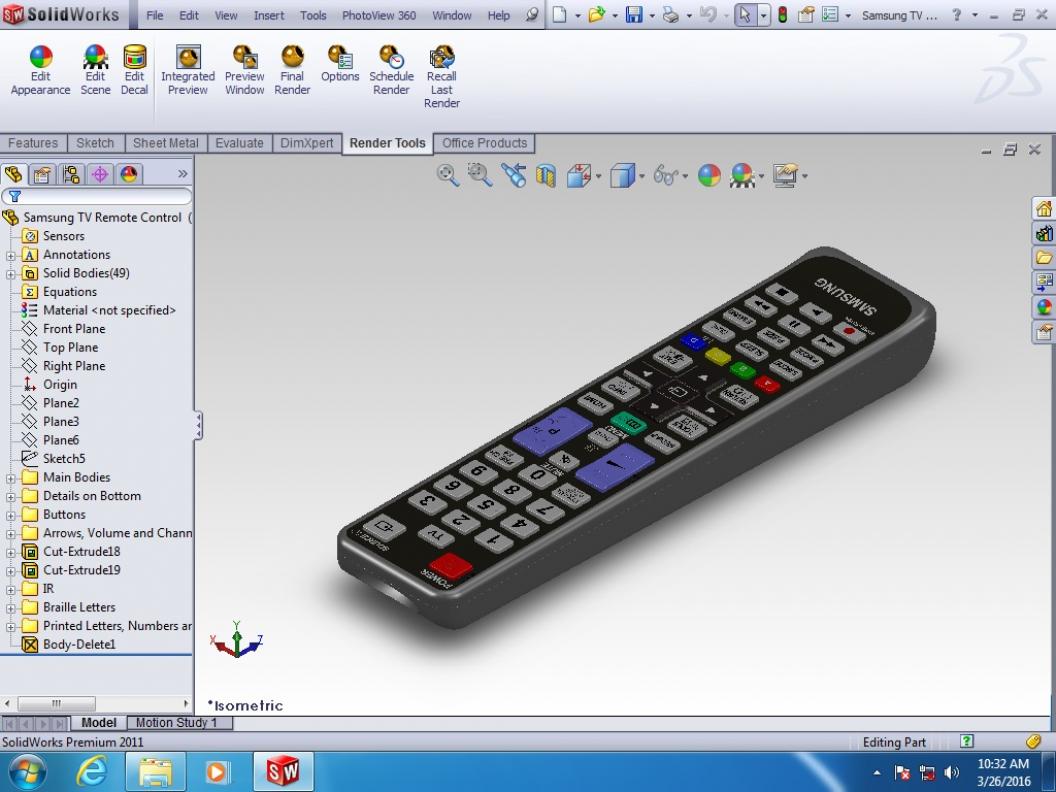 SolidWorks File Edit View Insert Tools PhotoView 360 Window Help Samsung TV ... ?
Edit Appearance
Edit Scene
Edit Decal
Integrated Preview
Preview Window
Final Render
Options
Schedule Render
Recall Last Render
Features Sketch Sheet Metal Evaluate DimXpert Render Tools Office Products
Samsung TV Remote Control (
Sensors
Annotations
Solid Bodies(49)
Equations
Material <not specified>
Front Plane
Top Plane
Right Plane
Origin
Plane2
Plane3
Plane6
Sketch5
Main Bodies
Details on Bottom
Buttons
Arrows, Volume and Chann
Cut-Extrude18
Cut-Extrude19
IR
Braille Letters
Printed Letters, Numbers ar
Body-Delete1
SAMSUNG
D
B
A
EXIT
INFO
HDMI
MENU
P
MUTE
0
9
8
7
6
5
4
3
2
1
TV
SOURCE
POWER
Y
X
Z
*Isometric
Model Motion Study 1
SolidWorks Premium 2011
Editing Part
10:32 AM
3/26/2016